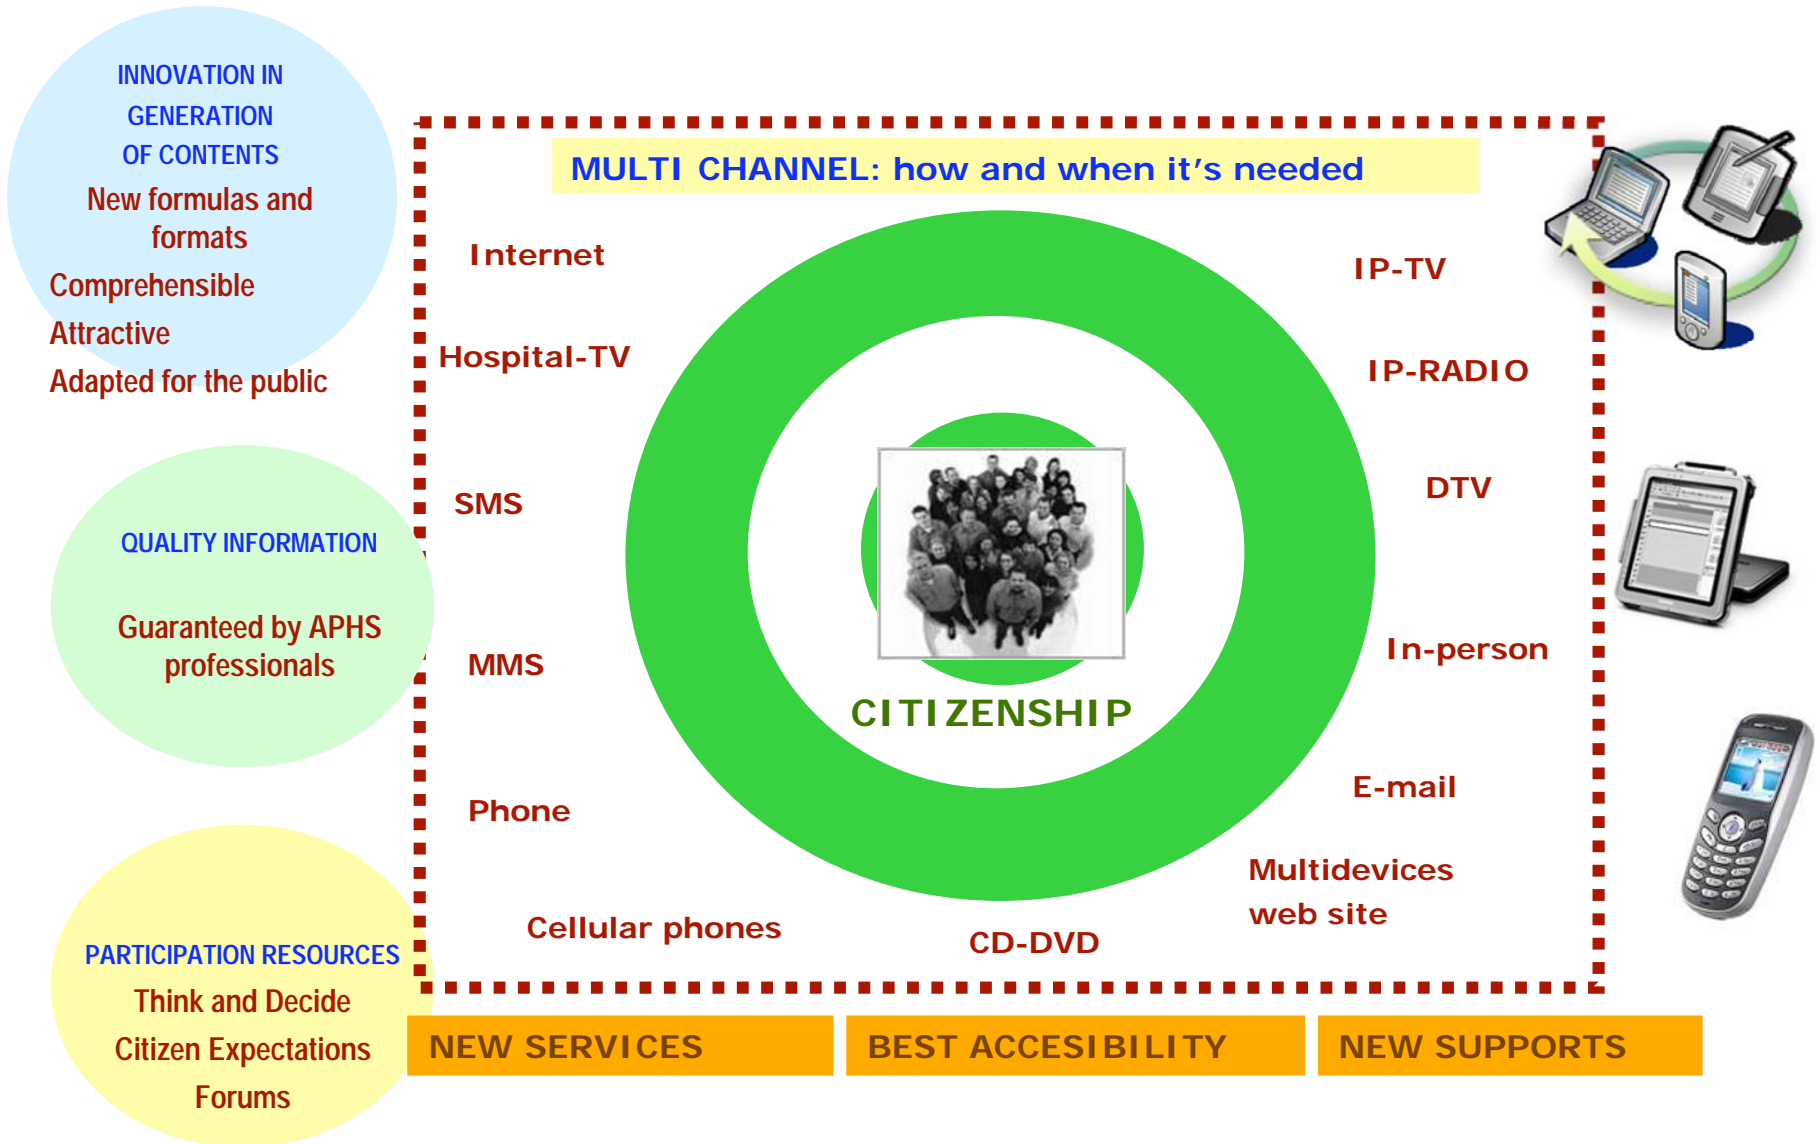 INNOVATION IN
GENERATION
OF CONTENTS
New formulas and
formats
Comprehensible
Attractive
Adapted for the public
QUALITY INFORMATION
Guaranteed by APHS
professionals
PARTICIPATION RESOURCES
Think and Decide
Citizen Expectations
Forums
MULTI CHANNEL: how and when it's needed
Internet
Hospital-TV
SMS
MMS
Phone
Cellular phones
CD-DVD
IP-TV
IP-RADIO
DTV
In-person
E-mail
Multidevices
web site
CITIZENSHIP
NEW SERVICES
BEST ACCESIBILITY
NEW SUPPORTS